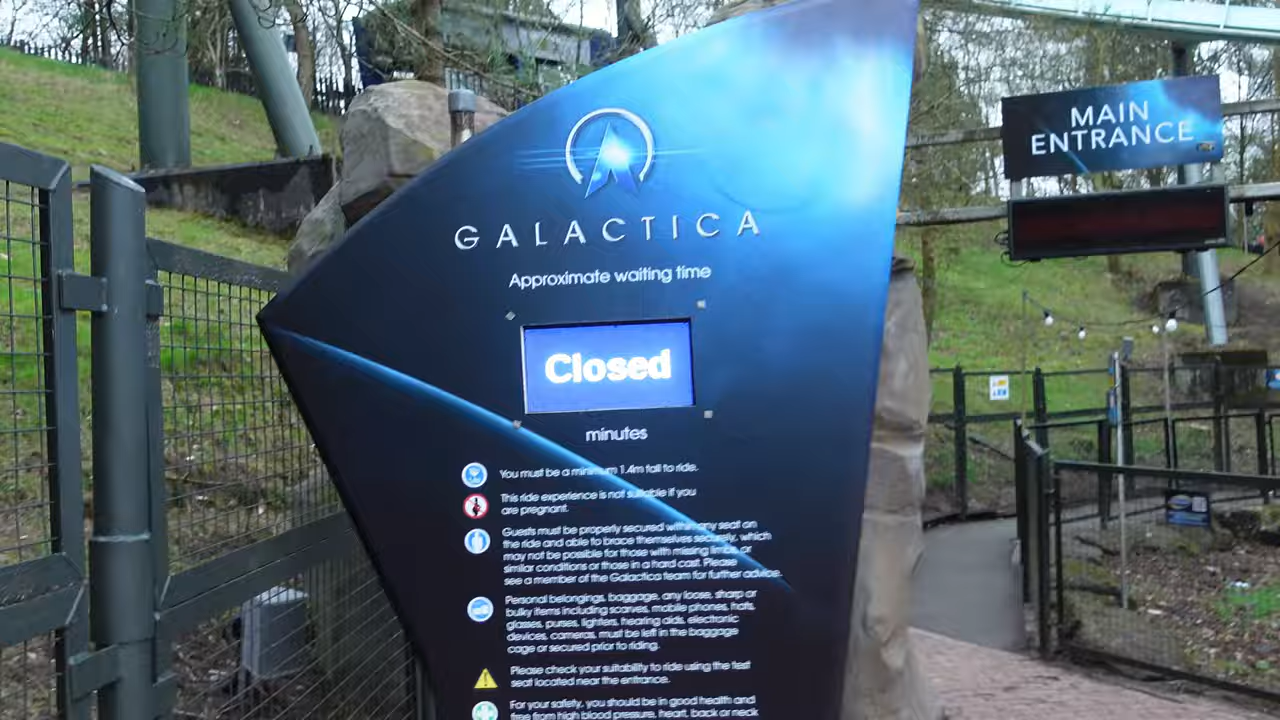 GALACTICA
Approximate waiting time
Closed
minutes
You must be a minimum 1.4m tall to ride.
This ride experience is not suitable if you
are pregnant.
Guests must be properly secured within any seat on
the ride and able to brace themselves securely, which
may not be possible for those with missing limbs, or
similar conditions or those in a hard cast. Please
see a member of the Galactica team for further advice.
Personal belongings, baggage, any loose, sharp or
bulky items including scarves, mobile phones, hats,
glasses, purses, lighters, hearing aids, electronic
devices, cameras, must be left in the baggage
cage or secured prior to riding.
Please check your suitability to ride using the test
seat located near the entrance.
For your safety, you should be in good health and
free from high blood pressure, heart, back or neck
MAIN
ENTRANCE